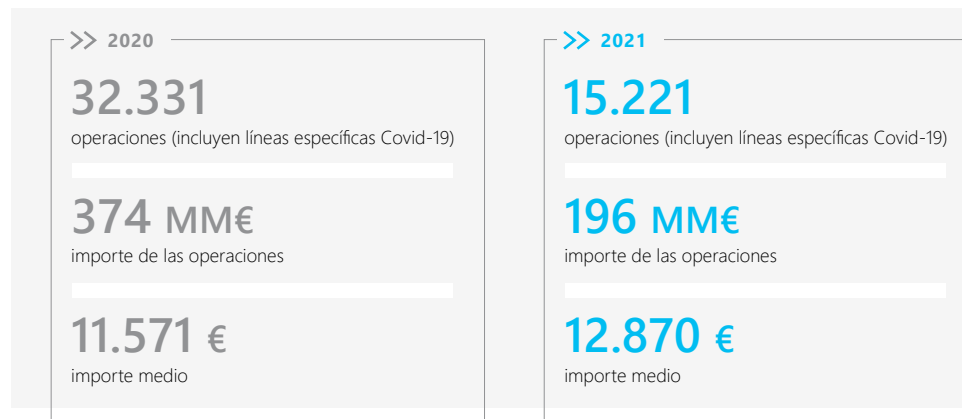 >> 2020
32.331
operaciones (incluyen líneas específicas Covid-19)
374 MM€
importe de las operaciones
11.571 €
importe medio
>> 2021
15.221
operaciones (incluyen líneas específicas Covid-19)
196 MM€
importe de las operaciones
12.870 €
importe medio